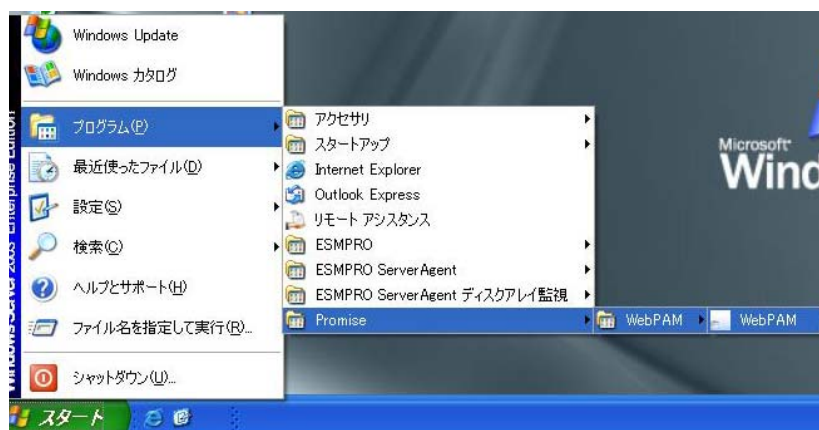 Windows Update
Windows カタログ
プログラム(P)
最近使ったファイル(D)
設定(S)
検索(C)
ヘルプとサポート(H)
ファイル名を指定して実行(R)...
シャットダウン(U)...
アクセサリ
スタートアップ
Internet Explorer
Outlook Express
リモート アシスタンス
ESMPRO
ESMPRO ServerAgent
ESMPRO ServerAgent ディスクアレイ監視
Promise
WebPAM
WebPAM
Windows Server 2003 Enterprise Edition
Microsoft
Wind
スタート